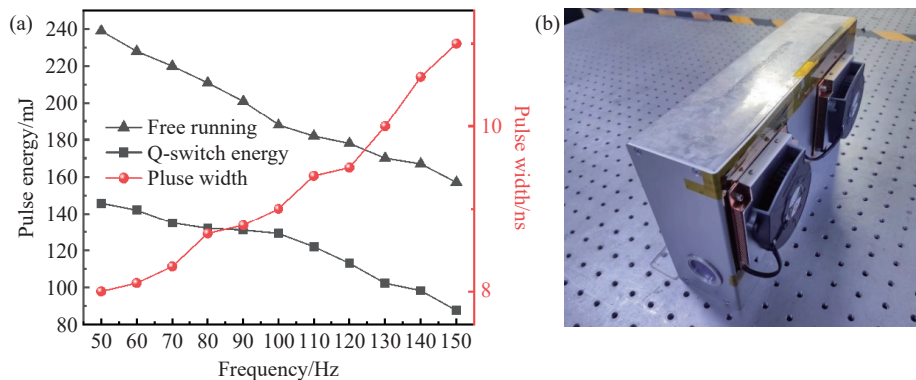 (a)
240
220
200
180
160
140
120
100
80
Pulse energy/mJ
Free running
Q-switch energy
Pluse width
10
8
Pulse width/ns
50 60 70 80 90 100 110 120 130 140 150
Frequency/Hz
(b)